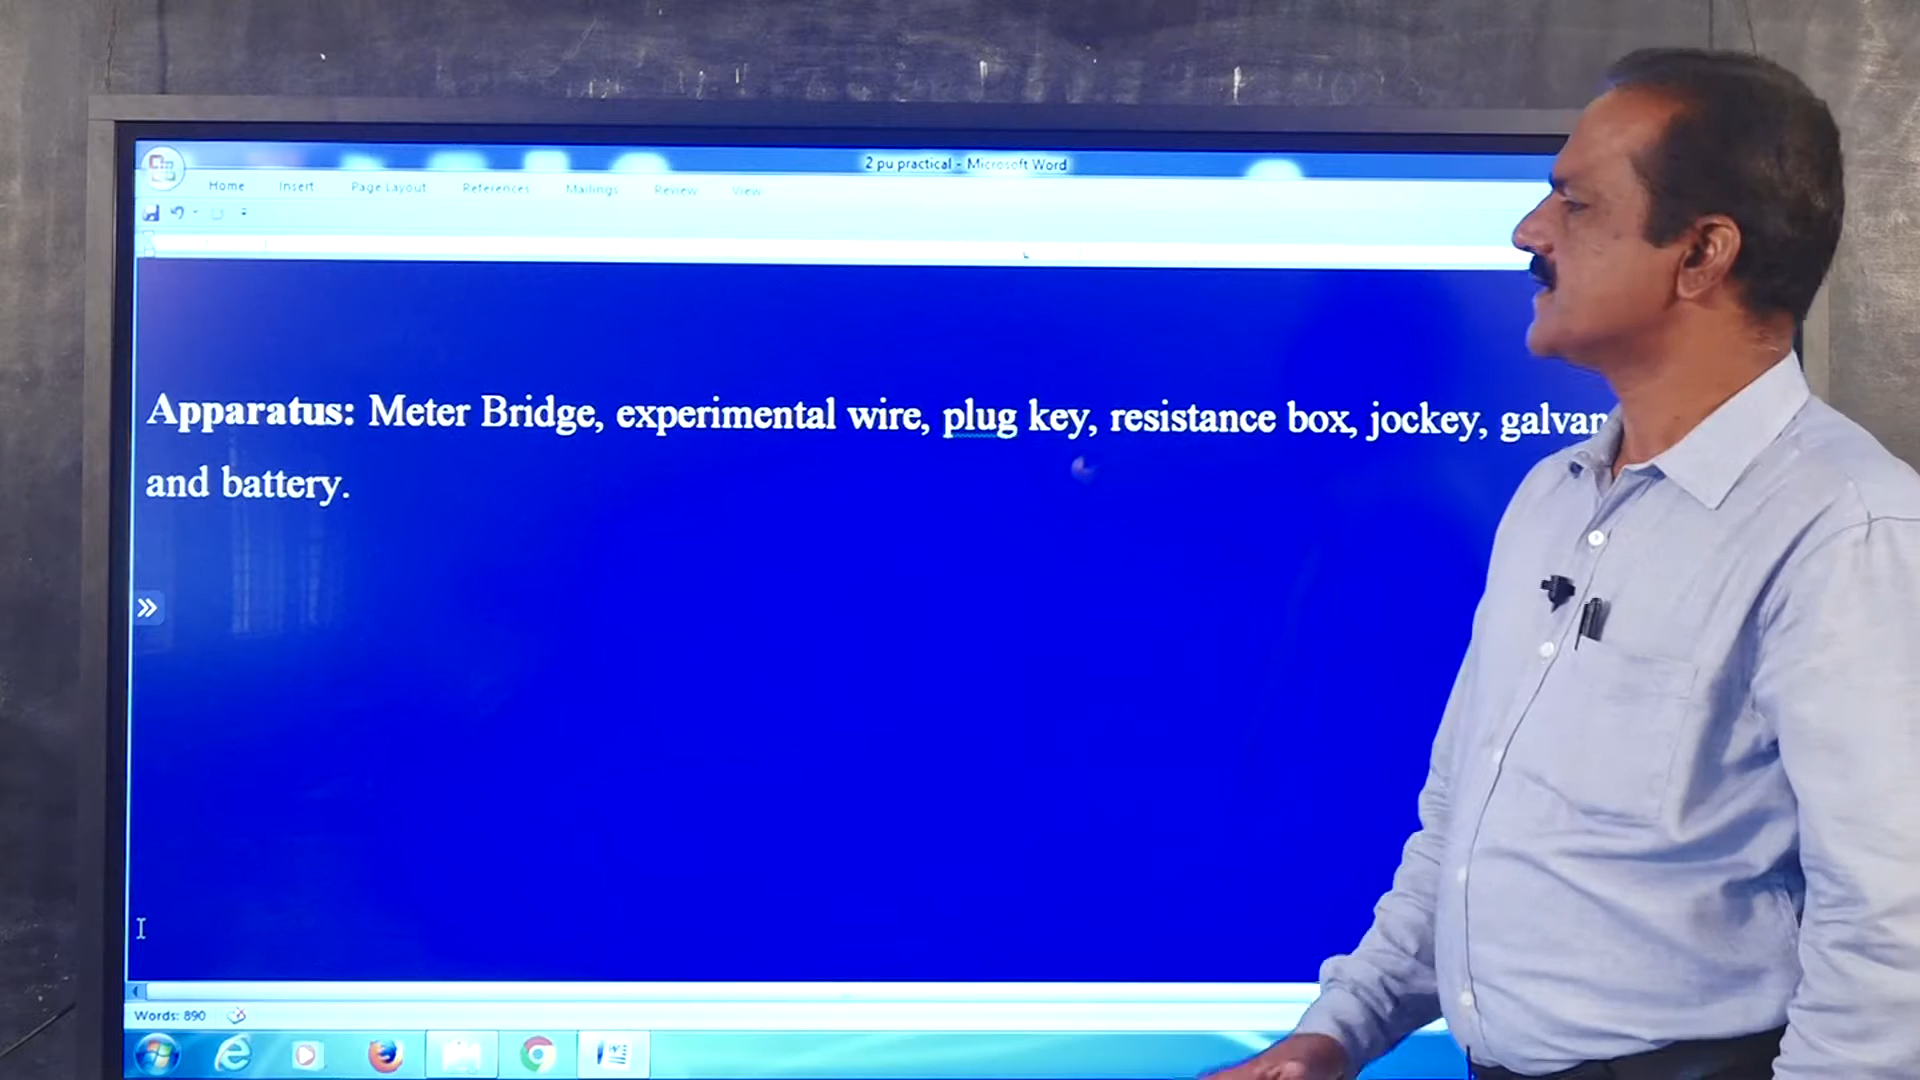 2 pu practical - Microsoft Word
Home Insert Page Layout References Mailings Review View
Apparatus: Meter Bridge, experimental wire, plug key, resistance box, jockey,
and battery.
Words: 890